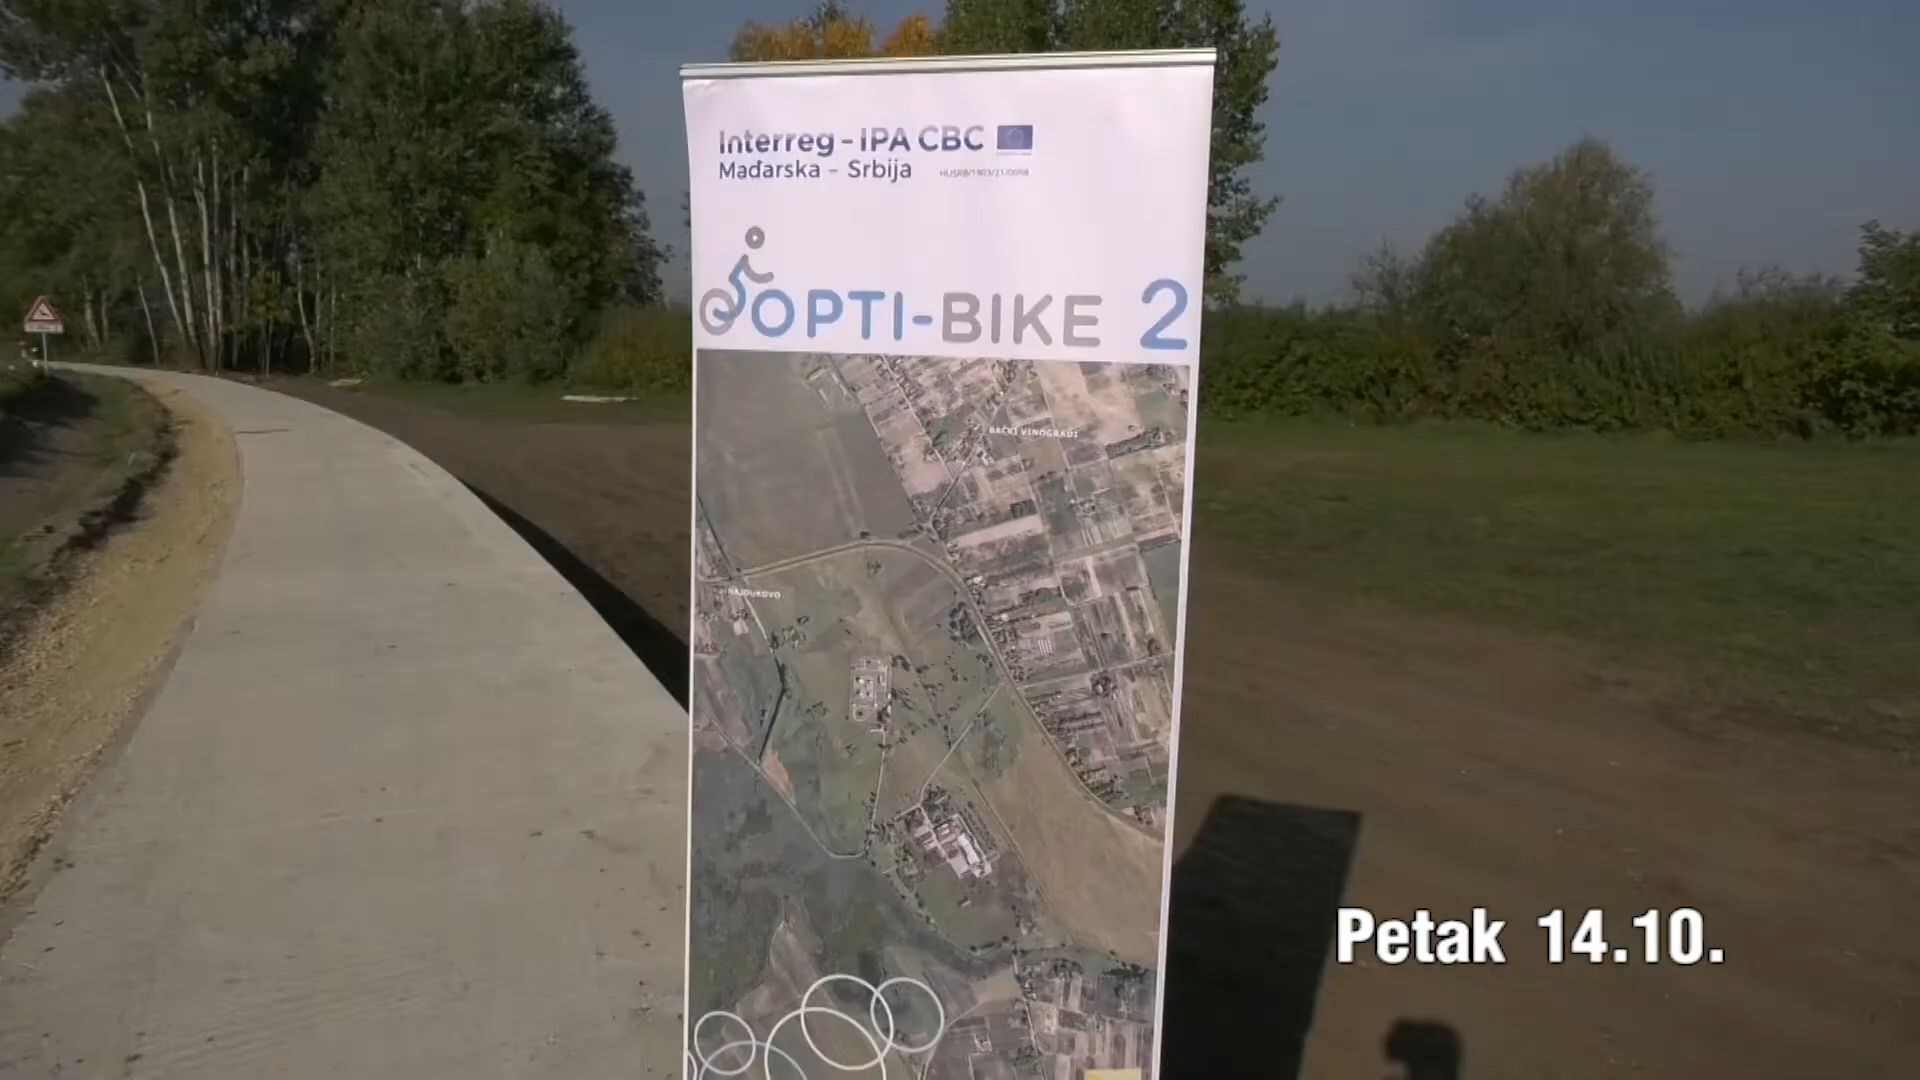 Interreg - IPA CBC
Mađarska - Srbija
OPTI-BIKE 2
BAČKI VINOGRADI
HAJDUKOVO
Petak 14.10.